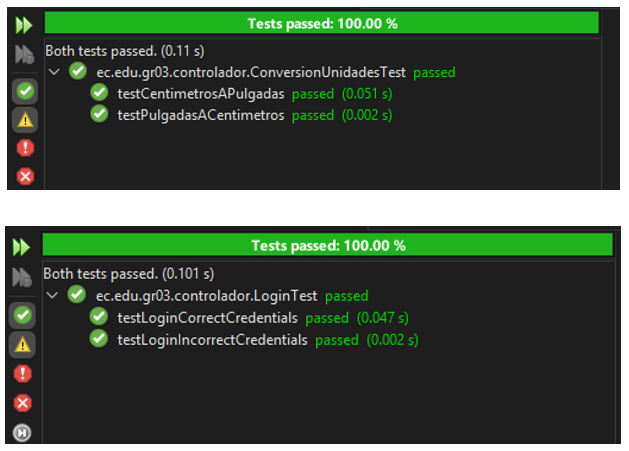 Tests passed: 100.00 %
Both tests passed. (0.11 s)
ec.edu.gr03.controlador.ConversionUnidadesTest passed
testCentimetrosAPulgadas passed (0.051 s)
testPulgadasACentimetros passed (0.002 s)
Tests passed: 100.00 %
Both tests passed. (0.101 s)
ec.edu.gr03.controlador.LoginTest passed
testLoginCorrectCredentials passed (0.047 s)
testLoginIncorrectCredentials passed (0.002 s)